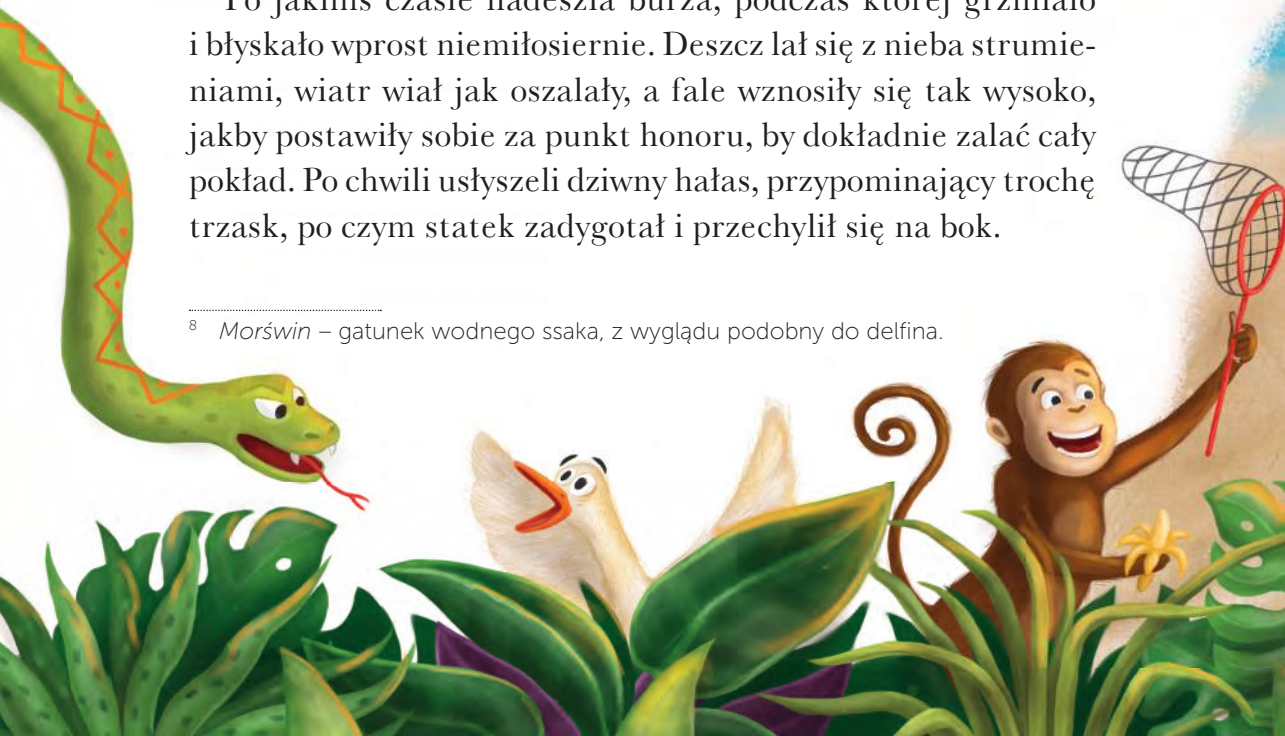 Po jakimś czasie nadeszła burza, podczas której grzmiało
i błyskało wprost niemiłosiernie. Deszcz lał się z nieba strumie-
niami, wiatr wiał jak oszalały, a fale wznosiły się tak wysoko,
jakby postawiły sobie za punkt honoru, by dokładnie zalać cały
pokład. Po chwili usłyszeli dziwny hałas, przypominający trochę
trzask, po czym statek zadygotał i przechylił się na bok.
8 Morświn – gatunek wodnego ssaka, z wyglądu podobny do delfina.